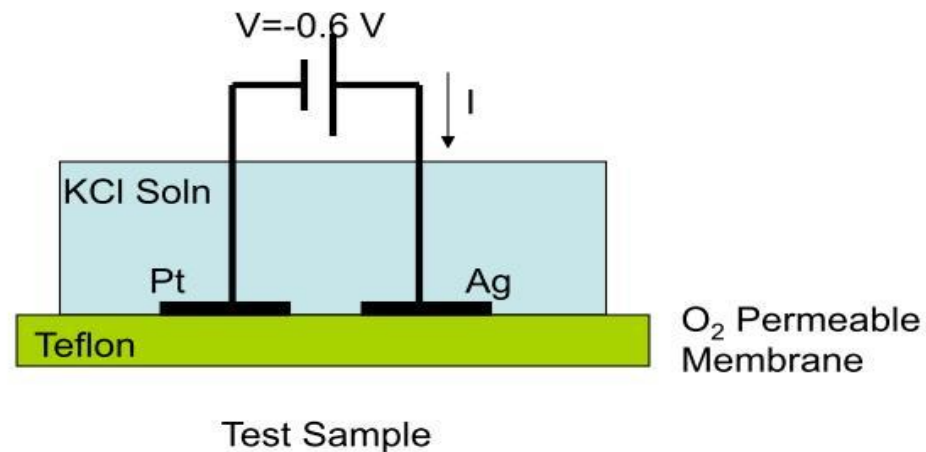 V=-0.6 V
I
KCl Soln
Pt
Ag
Teflon
O₂ Permeable
Membrane
Test Sample